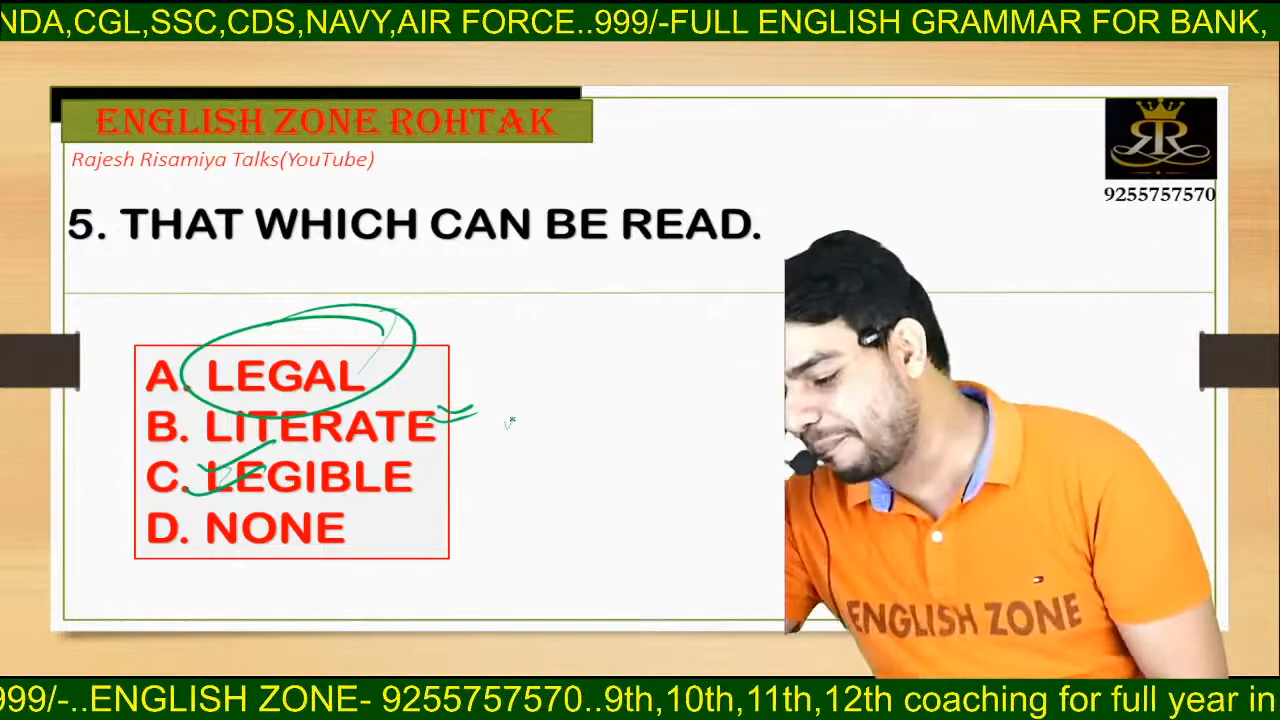 NDA,CGL,SSC,CDS,NAVY,AIR FORCE..999/-FULL ENGLISH GRAMMAR FOR BANK,
ENGLISH ZONE ROHTAK
Rajesh Risamiya Talks(YouTube)
RR
9255757570
5. THAT WHICH CAN BE READ.
A. LEGAL
B. LITERATE
C. LEGIBLE
D. NONE
ENGLISH ZONE
999/-..ENGLISH ZONE- 9255757570..9th,10th,11th,12th coaching for full year in